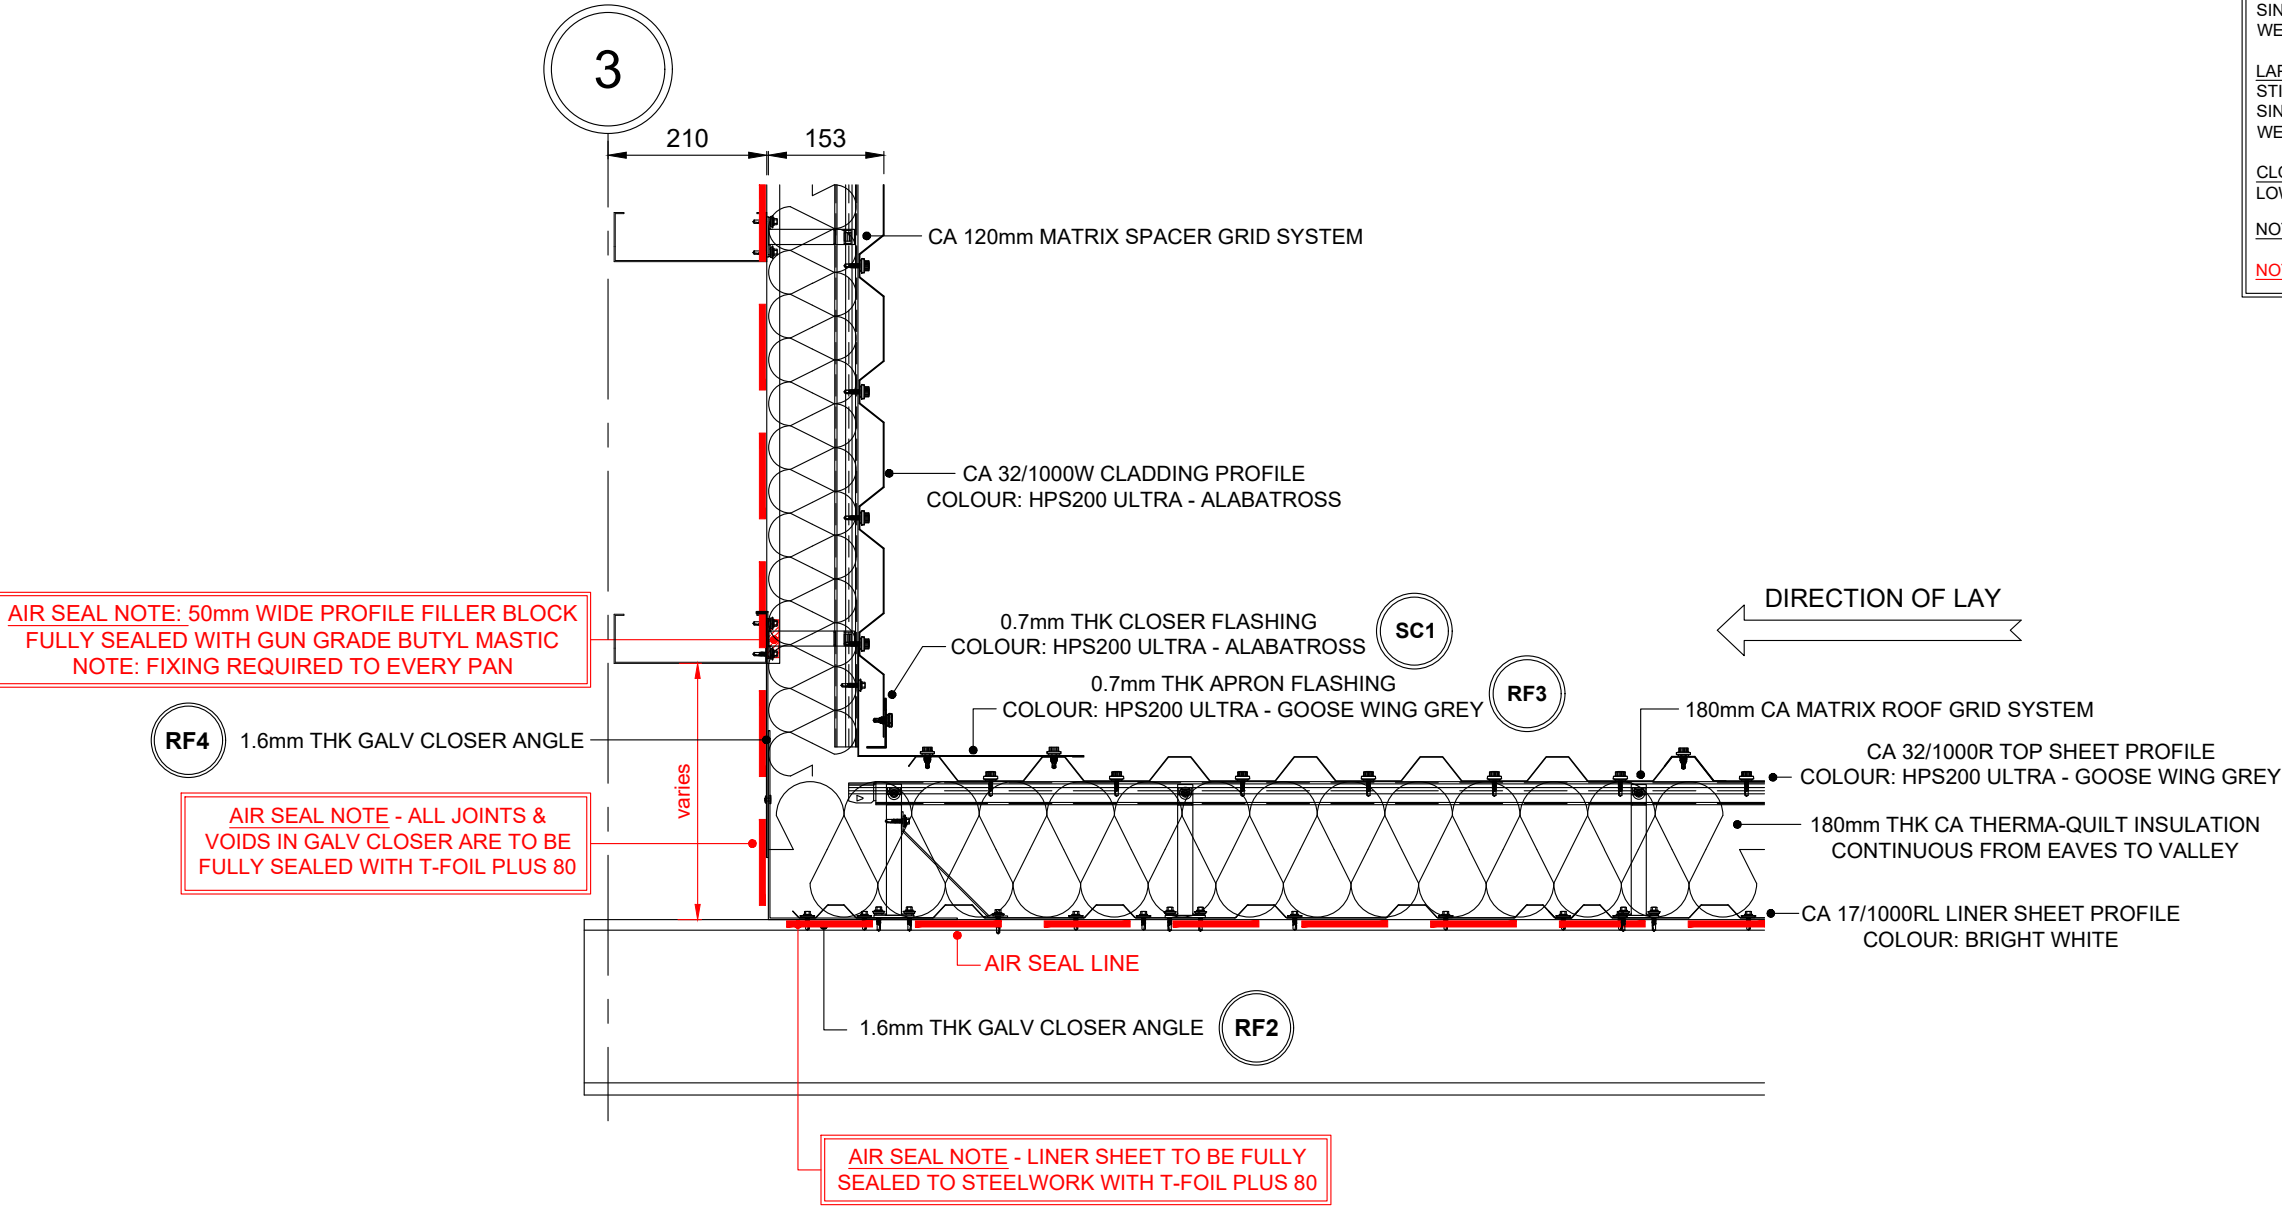 3
210
153
CA 120mm MATRIX SPACER GRID SYSTEM
CA 32/1000W CLADDING PROFILE
COLOUR: HPS200 ULTRA - ALABATROSS
AIR SEAL NOTE: 50mm WIDE PROFILE FILLER BLOCK
FULLY SEALED WITH GUN GRADE BUTYL MASTIC
NOTE: FIXING REQUIRED TO EVERY PAN
0.7mm THK CLOSER FLASHING
COLOUR: HPS200 ULTRA - ALABATROSS
SC1
DIRECTION OF LAY
0.7mm THK APRON FLASHING
COLOUR: HPS200 ULTRA - GOOSE WING GREY
RF3
RF4
1.6mm THK GALV CLOSER ANGLE
180mm CA MATRIX ROOF GRID SYSTEM
CA 32/1000R TOP SHEET PROFILE
COLOUR: HPS200 ULTRA - GOOSE WING GREY
varies
AIR SEAL NOTE - ALL JOINTS &
VOIDS IN GALV CLOSER ARE TO BE
FULLY SEALED WITH T-FOIL PLUS 80
180mm THK CA THERMA-QUILT INSULATION
CONTINUOUS FROM EAVES TO VALLEY
CA 17/1000RL LINER SHEET PROFILE
COLOUR: BRIGHT WHITE
AIR SEAL LINE
1.6mm THK GALV CLOSER ANGLE
RF2
AIR SEAL NOTE - LINER SHEET TO BE FULLY
SEALED TO STEELWORK WITH T-FOIL PLUS 80